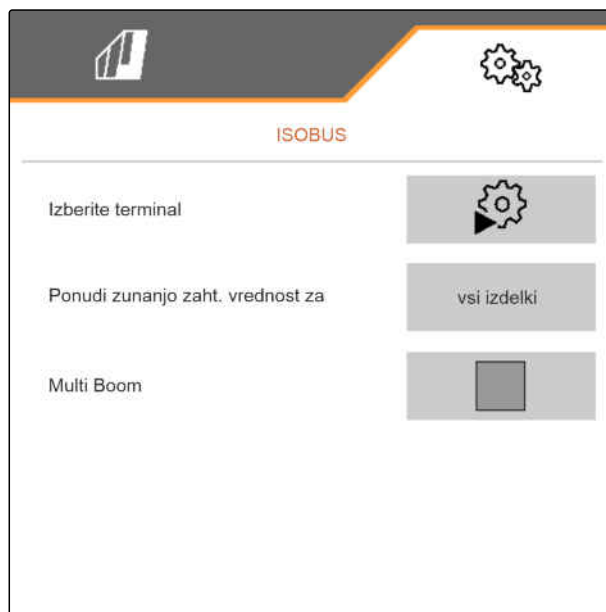 ISOBUS
Izberite terminal
Ponudi zunanjo zaht. vrednost za
vsi izdelki
Multi Boom